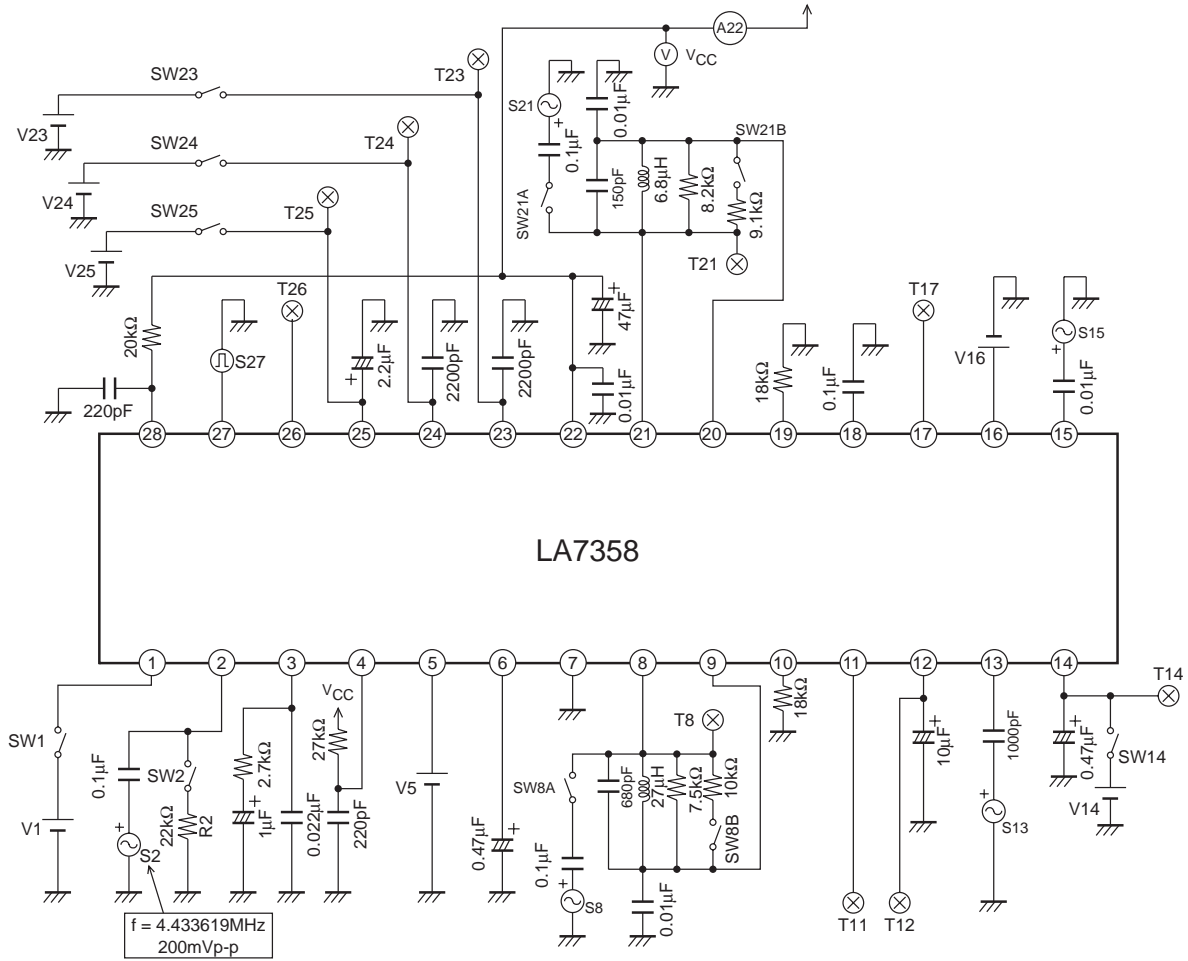 A22
V
VCC
SW23
T23
S21
+
0.1µF
0.01µF
SW21B
V23
SW24
T24
150pF
6.8µH
8.2kΩ
9.1kΩ
SW21A
V24
SW25
T25
T21
V25
T26
T17
20kΩ
S27
+
2.2µF
2200pF
2200pF
+
47µF
0.01µF
18kΩ
0.1µF
V16
S15
+
0.01µF
220pF
28
27
26
25
24
23
22
21
20
19
18
17
16
15
LA7358
1
2
3
4
5
6
7
8
9
10
11
12
13
14
T14
SW1
0.1µF
SW2
2.7kΩ
VCC
27kΩ
T8
18kΩ
+
10µF
1000pF
+
0.47µF
SW14
V1
+
S2
22kΩ
R2
+
1µF
0.022µF
220pF
V5
+
0.47µF
SW8A
680pF
27µH
7.5kΩ
10kΩ
SW8B
+
S13
V14
0.1µF
+
S8
0.01µF
T11
T12
f = 4.433619MHz
200mVp-p